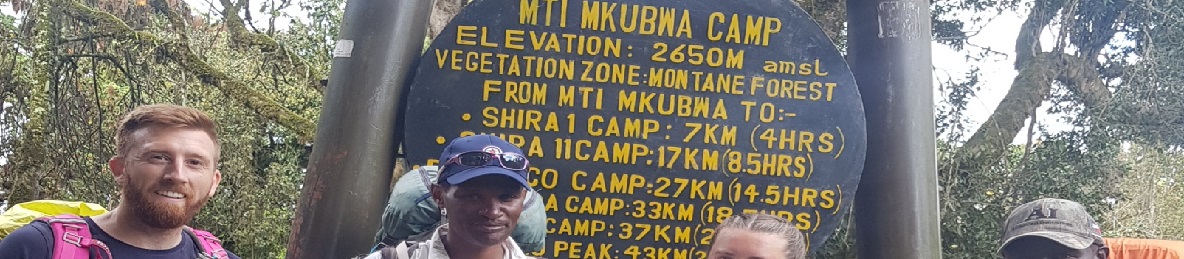 MTI MKUBWA CAMP
ELEVATION: 2650M amsL
VEGETATION ZONE: MONTANE FOREST
FROM MTI MKUBWA TO:-
• SHIRA 1 CAMP: 7KM (4HRS)
11 CAMP: 17KM (8.5HRS)
CAMP: 27KM (14.5HRS)
CAMP: 33KM
CAMP: 37KM
PEAK: 43KM